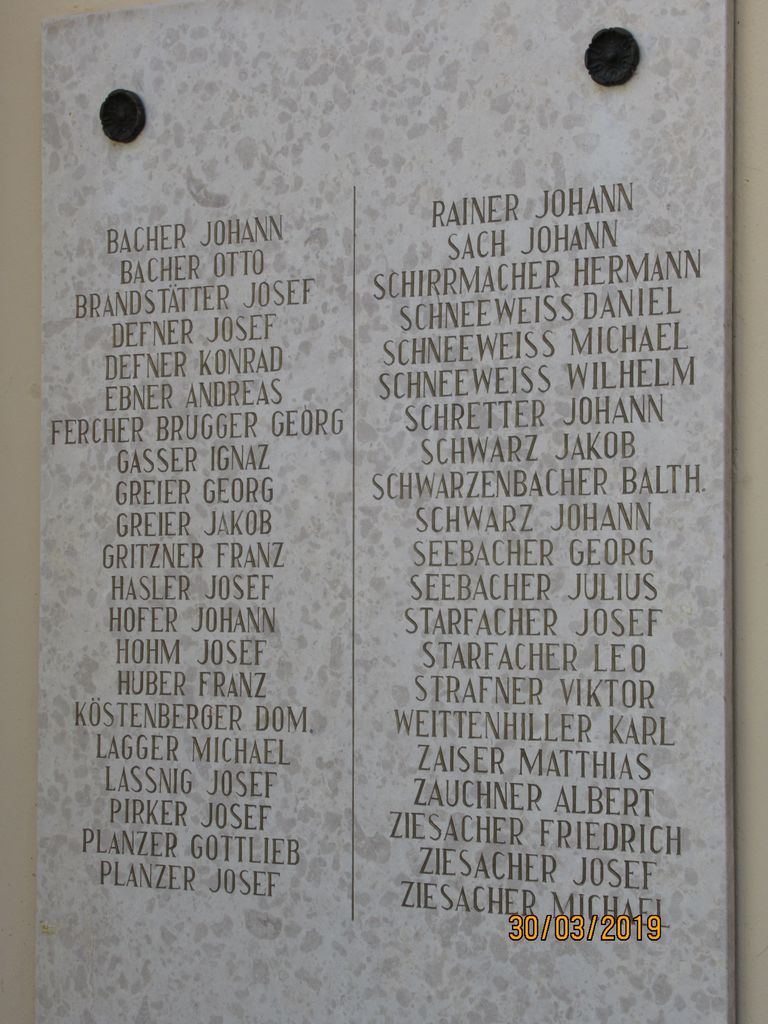 BACHER JOHANN
BACHER OTTO
BRANDSTÄTTER JOSEF
DEFNER JOSEF
DEFNER KONRAD
EBNER ANDREAS
FERCHER BRUGGER GEORG
GASSER IGNAZ
GREIER GEORG
GREIER JAKOB
GRITZNER FRANZ
HASLER JOSEF
HOFER JOHANN
HOHM JOSEF
HUBER FRANZ
KÖSTENBERGER DOM.
LAGGER MICHAEL
LASSNIG JOSEF
PIRKER JOSEF
PLANZER GOTTLIEB
PLANZER JOSEF
RAINER JOHANN
SACH JOHANN
SCHIRRMACHER HERMANN
SCHNEEWEISS DANIEL
SCHNEEWEISS MICHAEL
SCHNEEWEISS WILHELM
SCHRETTER JOHANN
SCHWARZ JAKOB
SCHWARZENBACHER BALTH.
SCHWARZ JOHANN
SEEBACHER GEORG
SEEBACHER JULIUS
STARFACHER JOSEF
STARFACHER LEO
STRAFNER VIKTOR
WEITTENHILLER KARL
ZAISER MATTHIAS
ZAUCHNER ALBERT
ZIESACHER FRIEDRICH
ZIESACHER JOSEF
ZIESACHER MICHAEL
30/03/2019